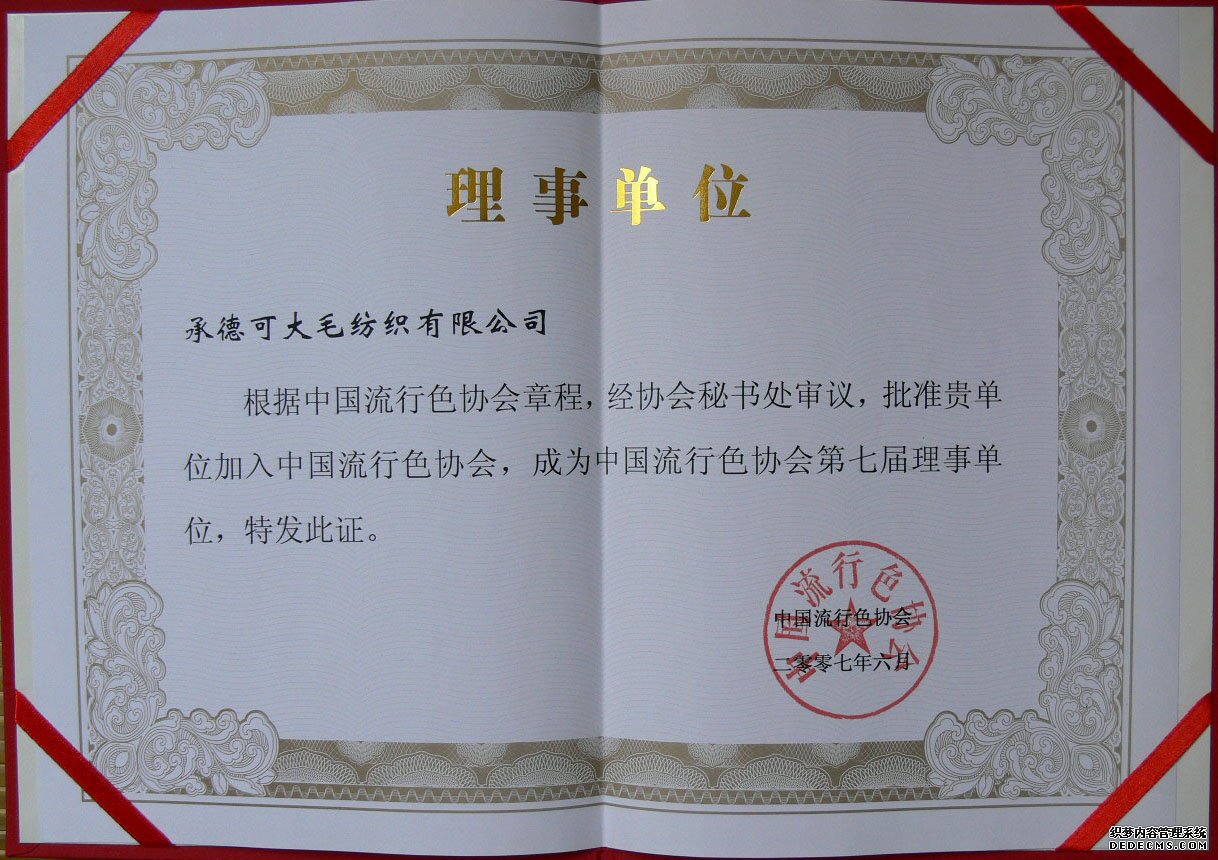 理事单位
承德可大毛纺织有限公司
根据中国流行色协会章程，经协会秘书处审议，批准贵单
位加入中国流行色协会，成为中国流行色协会第七届理事单
位，特发此证。
中国流行色协会
中国流行色协会
二零零七年六月
织梦内容管理系统
DEDECMS.COM